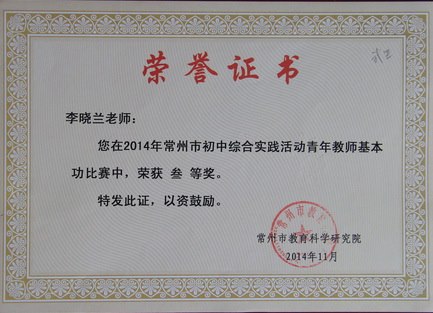 荣誉证书
李晓兰老师：
您在2014年常州市初中综合实践活动青年教师基本
功比赛中，荣获 叁 等奖。
特发此证，以资鼓励。
常州市教育科学研究院
2014年11月